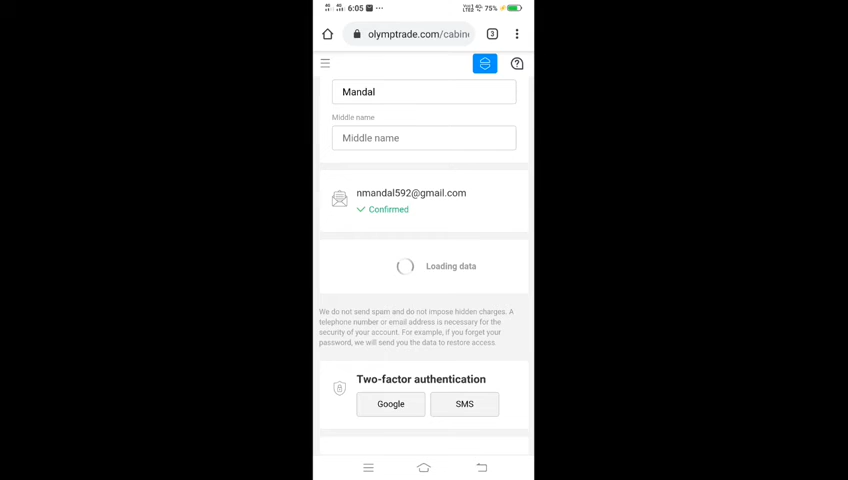 6:05
75%
olymptrade.com/cabine
3
Mandal
Middle name
Middle name
nmandal592@gmail.com
Confirmed
Loading data
We do not send spam and do not impose hidden charges. A
telephone number or email address is necessary for the
security of your account. For example, if you forget your
password, we will send you the data to restore access.
Two-factor authentication
Google SMS